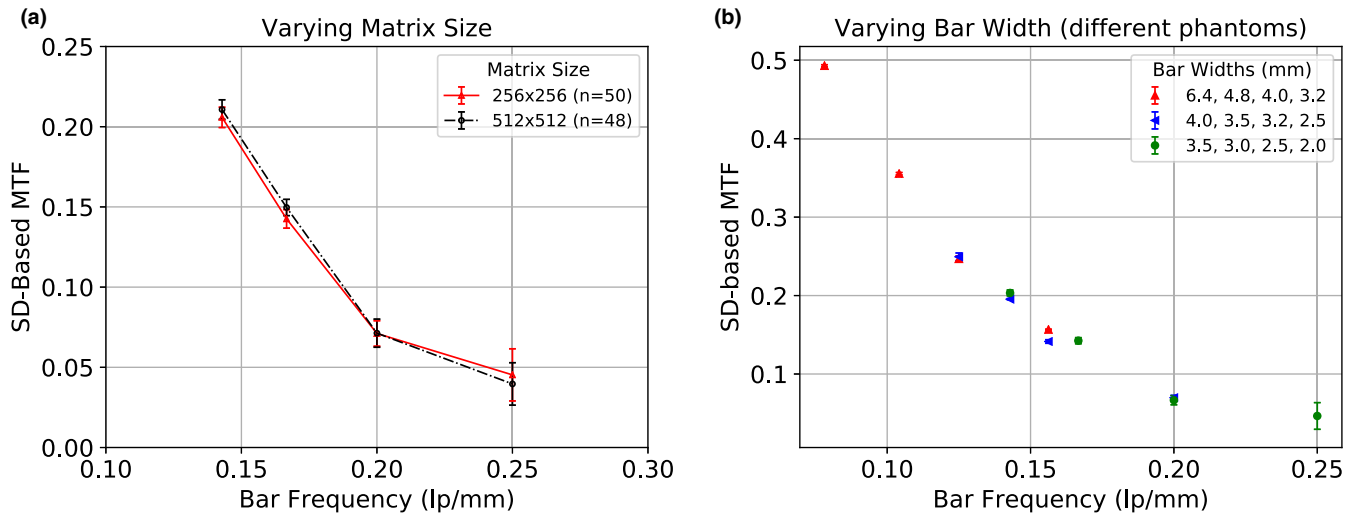 (a)
Varying Matrix Size
0.25
0.20
0.15
0.10
0.05
0.00
SD-Based MTF
Matrix Size
256x256 (n=50)
512x512 (n=48)
0.10 0.15 0.20 0.25 0.30
Bar Frequency (lp/mm)
(b)
Varying Bar Width (different phantoms)
0.5
0.4
0.3
0.2
0.1
SD-based MTF
Bar Widths (mm)
6.4, 4.8, 4.0, 3.2
4.0, 3.5, 3.2, 2.5
3.5, 3.0, 2.5, 2.0
0.10 0.15 0.20 0.25
Bar Frequency (lp/mm)